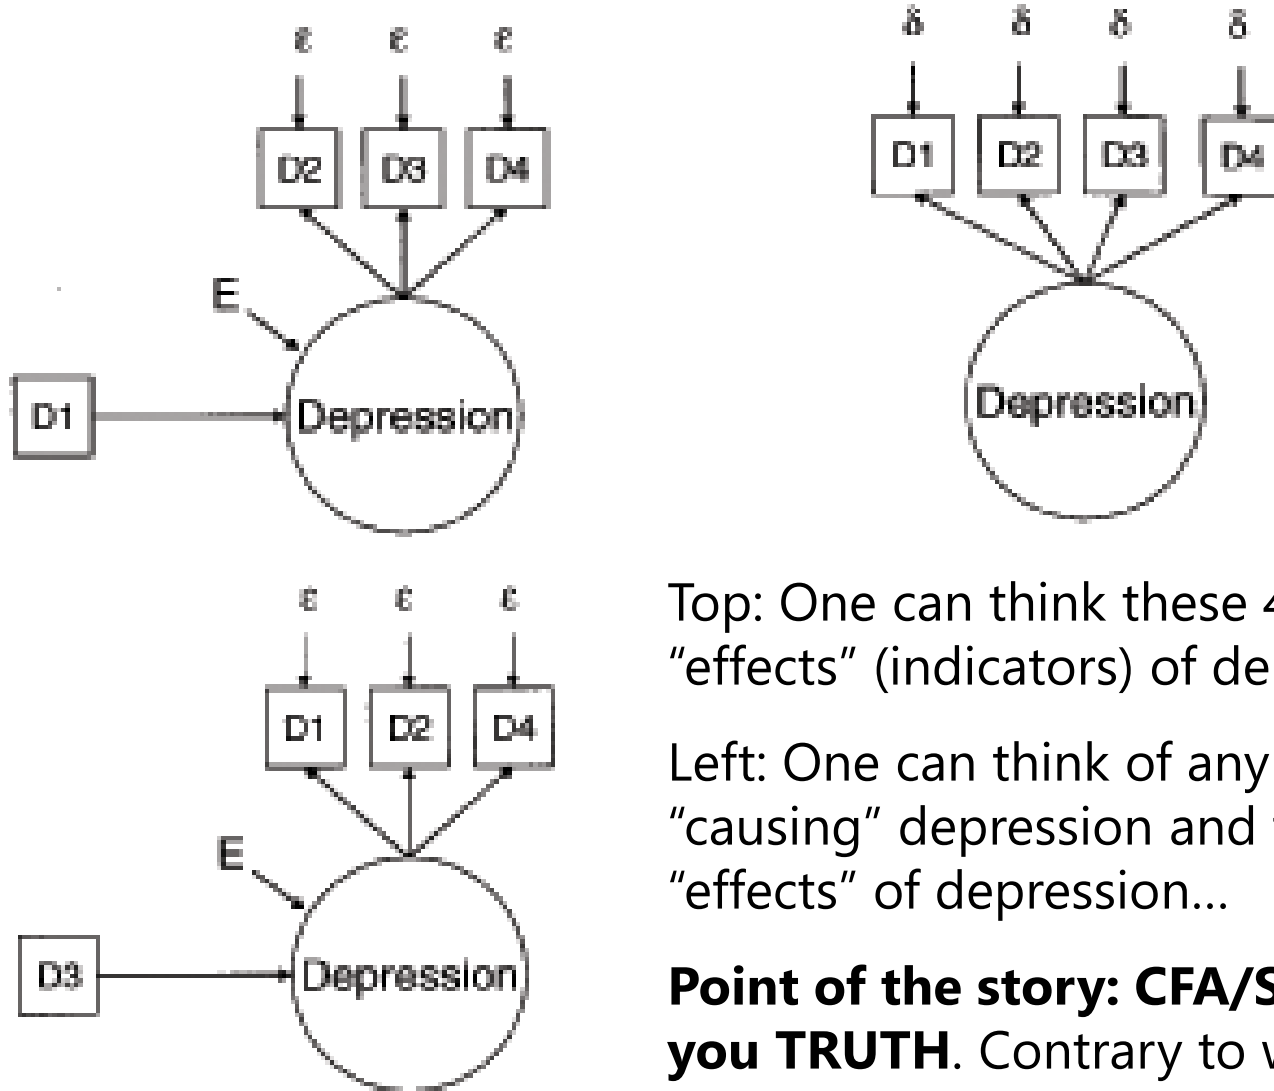 ε ε ε
D2 D3 D4
E
D1
Depression
δ δ δ δ
D1 D2 D3 D4
Depression
ε ε ε
D1 D2 D4
E
D3
Depression
Top: One can think these
“effects” (indicators) of de
Left: One can think of any
“causing” depression and
“effects” of depression…
Point of the story: CFA/S
you TRUTH. Contrary to